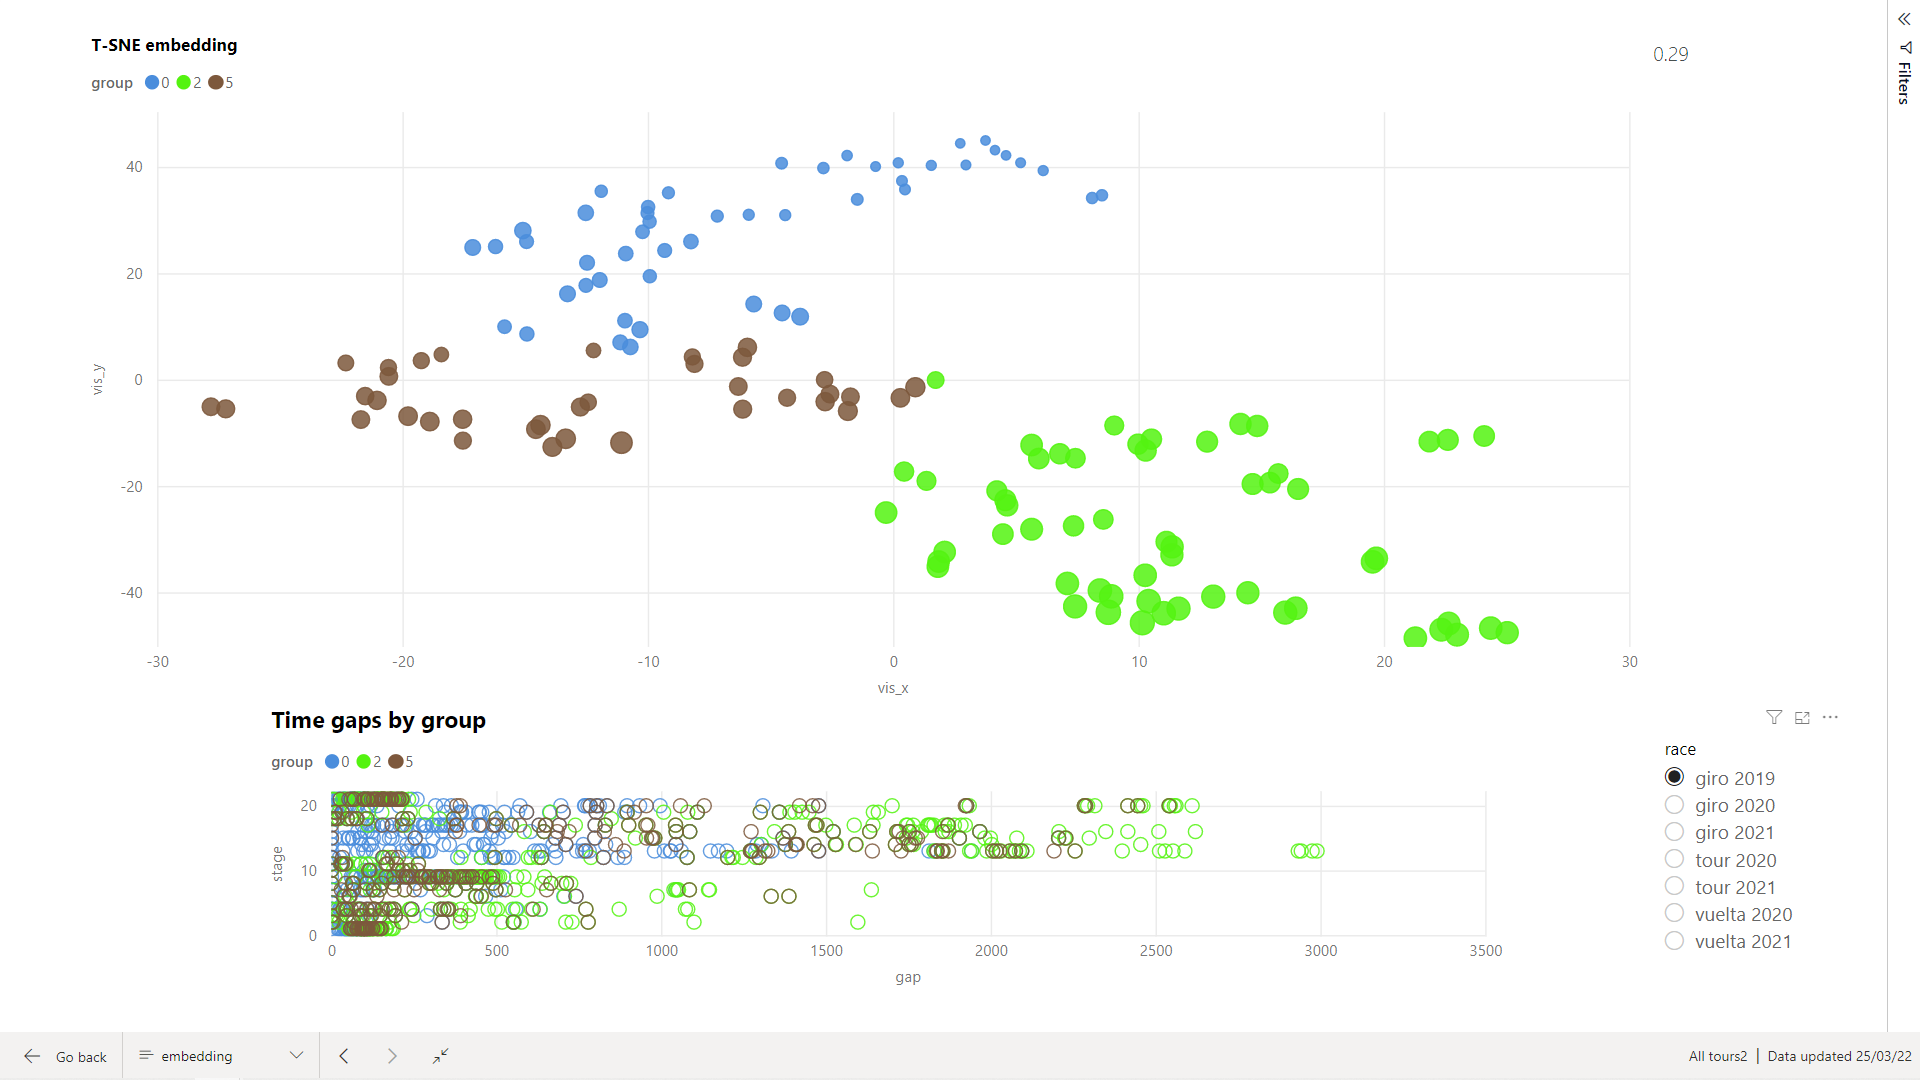 T-SNE embedding
0.29
Filters
group 0 2 5
40
20
0
-20
-40
vis_y
-30 -20 -10 0 10 20 30
vis_x
Time gaps by group
group 0 2 5
20
10
0
stage
0 500 1000 1500 2000 2500 3000 3500
gap
race
giro 2019
giro 2020
giro 2021
tour 2020
tour 2021
vuelta 2020
vuelta 2021
Go back
embedding
All tours2 | Data updated 25/03/22